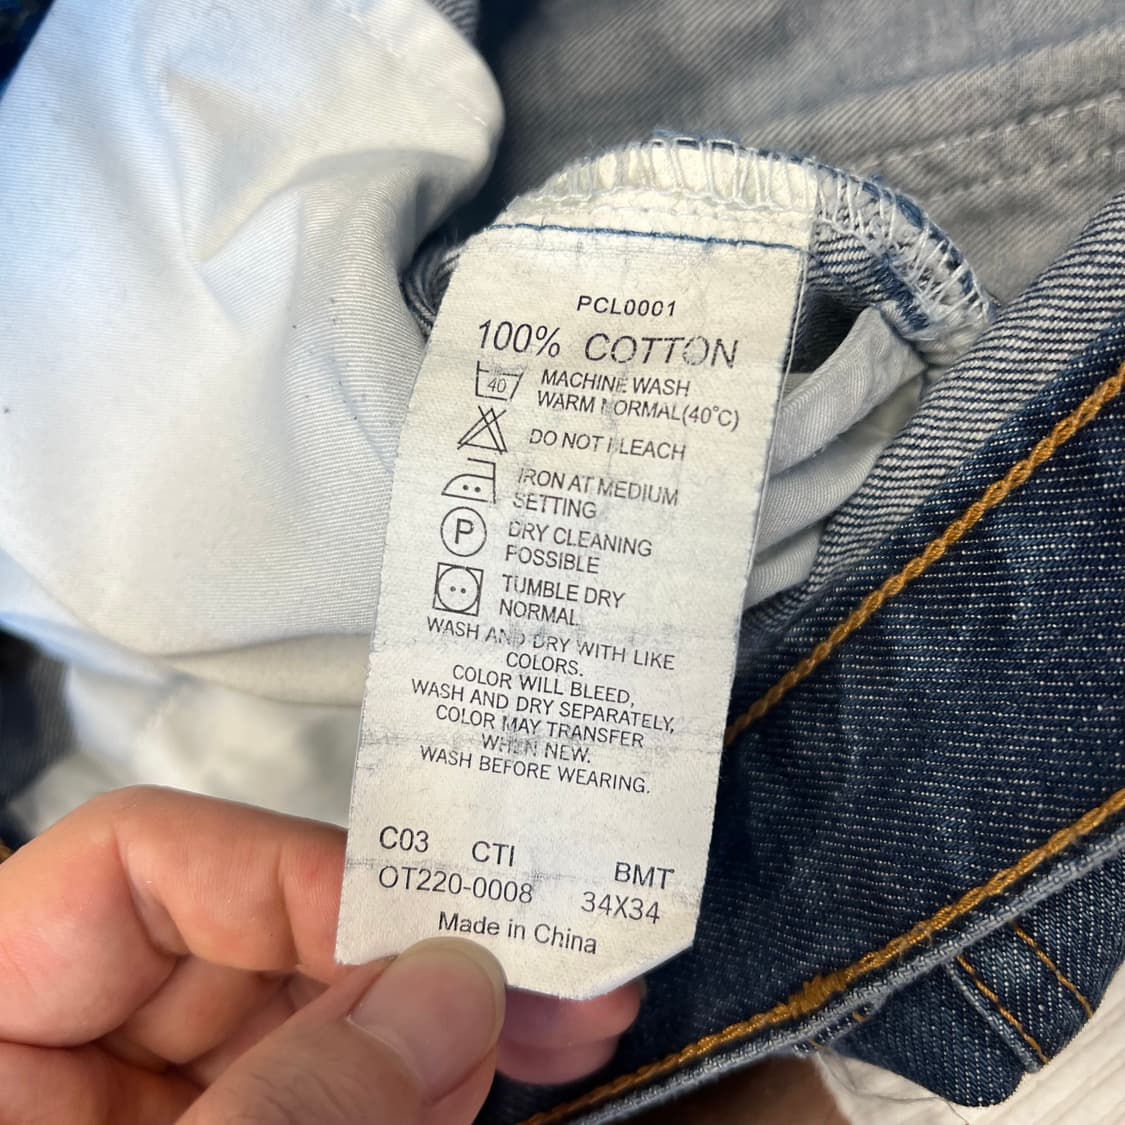 PCL0001
100% COTTON
40
MACHINE WASH
WARM NORMAL(40°C)
DO NOT BLEACH
IRON AT MEDIUM
SETTING
P
DRY CLEANING
POSSIBLE
TUMBLE DRY
NORMAL
WASH AND DRY WITH LIKE
COLORS.
COLOR WILL BLEED,
WASH AND DRY SEPARATELY,
COLOR MAY TRANSFER
WHEN NEW.
WASH BEFORE WEARING.
C03 CTI BMT
OT220-0008 34X34
Made in China